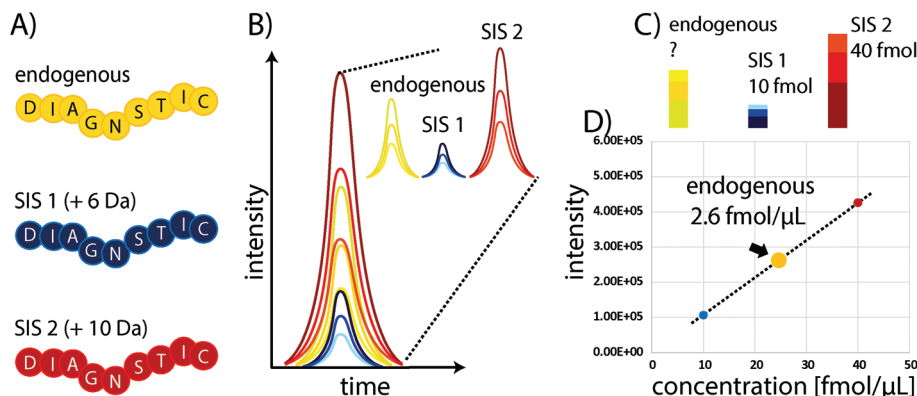 A)
endogenous
D I A G N S T I C
SIS 1 (+ 6 Da)
D I A G N S T I C
SIS 2 (+ 10 Da)
D I A G N S T I C
B)
intensity
time
endogenous
SIS 1
SIS 2
C)
endogenous
?
SIS 1
10 fmol
SIS 2
40 fmol
D)
intensity
6.00E+05
5.00E+05
4.00E+05
3.00E+05
2.00E+05
1.00E+05
0.00E+00
endogenous
2.6 fmol/µL
0 10 20 30 40 50
concentration [fmol/µL]